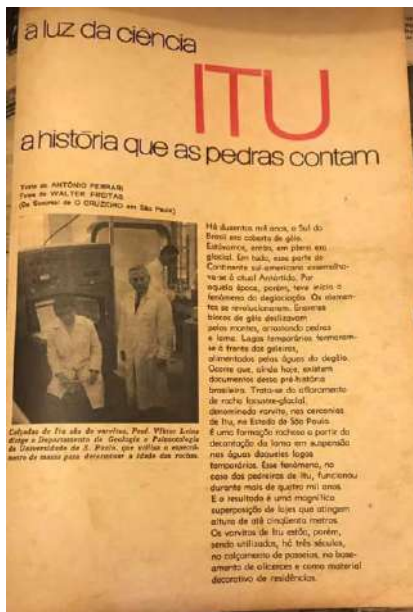 à luz da ciência
ITU
a história que as pedras contam
Texto de ANTÔNIO FERRARI
Fotos de WALTER FREITAS
(Da Sucursal de O CRUZEIRO em São Paulo)
Há duzentos mil anos, o Sul do
Brasil era coberto de gêlo.
Estávamos, então, em plena era
glacial. Em tudo, essa parte do
Continente sul-americano assemelha-
va-se à atual Antártida. Por
aquela época, porém, teve início o
fenômeno da deglaciação. Os elemen-
tos se revolucionaram. Enormes
blocos de gêlo deslizavam
pelos montes, arrastando pedras
e lama. Lagos temporários formaram-
se à frente das geleiras,
alimentados pelas águas do degêlo.
Ocorre que, ainda hoje, existem
documentos dessa pré-história
brasileira. Trata-se do afloramento
de rocha lacustre-glacial,
denominada varvito, nas cercanias
de Itu, no Estado de São Paulo.
É uma formação rochosa a partir da
decantação da lama em suspensão
nas águas daqueles lagos
temporários. Esse fenômeno, no
caso das pedreiras de Itu, funcionou
durante mais de quatro mil anos.
E o resultado é uma magnífica
superposição de lajes que atingem
altura de até cinqüenta metros.
Os varvitos de Itu estão, porém,
sendo utilizados, há três séculos,
no calçamento de passeios, no base-
amento de alicerces e como material
decorativo de residências.
Calçadas de Itu são de varvitos. Prof. Viktor Leinz
dirige o Departamento de Geologia e Paleontologia
da Universidade de S. Paulo, que utiliza o espectrô-
metro de massa para determinar a idade das rochas.